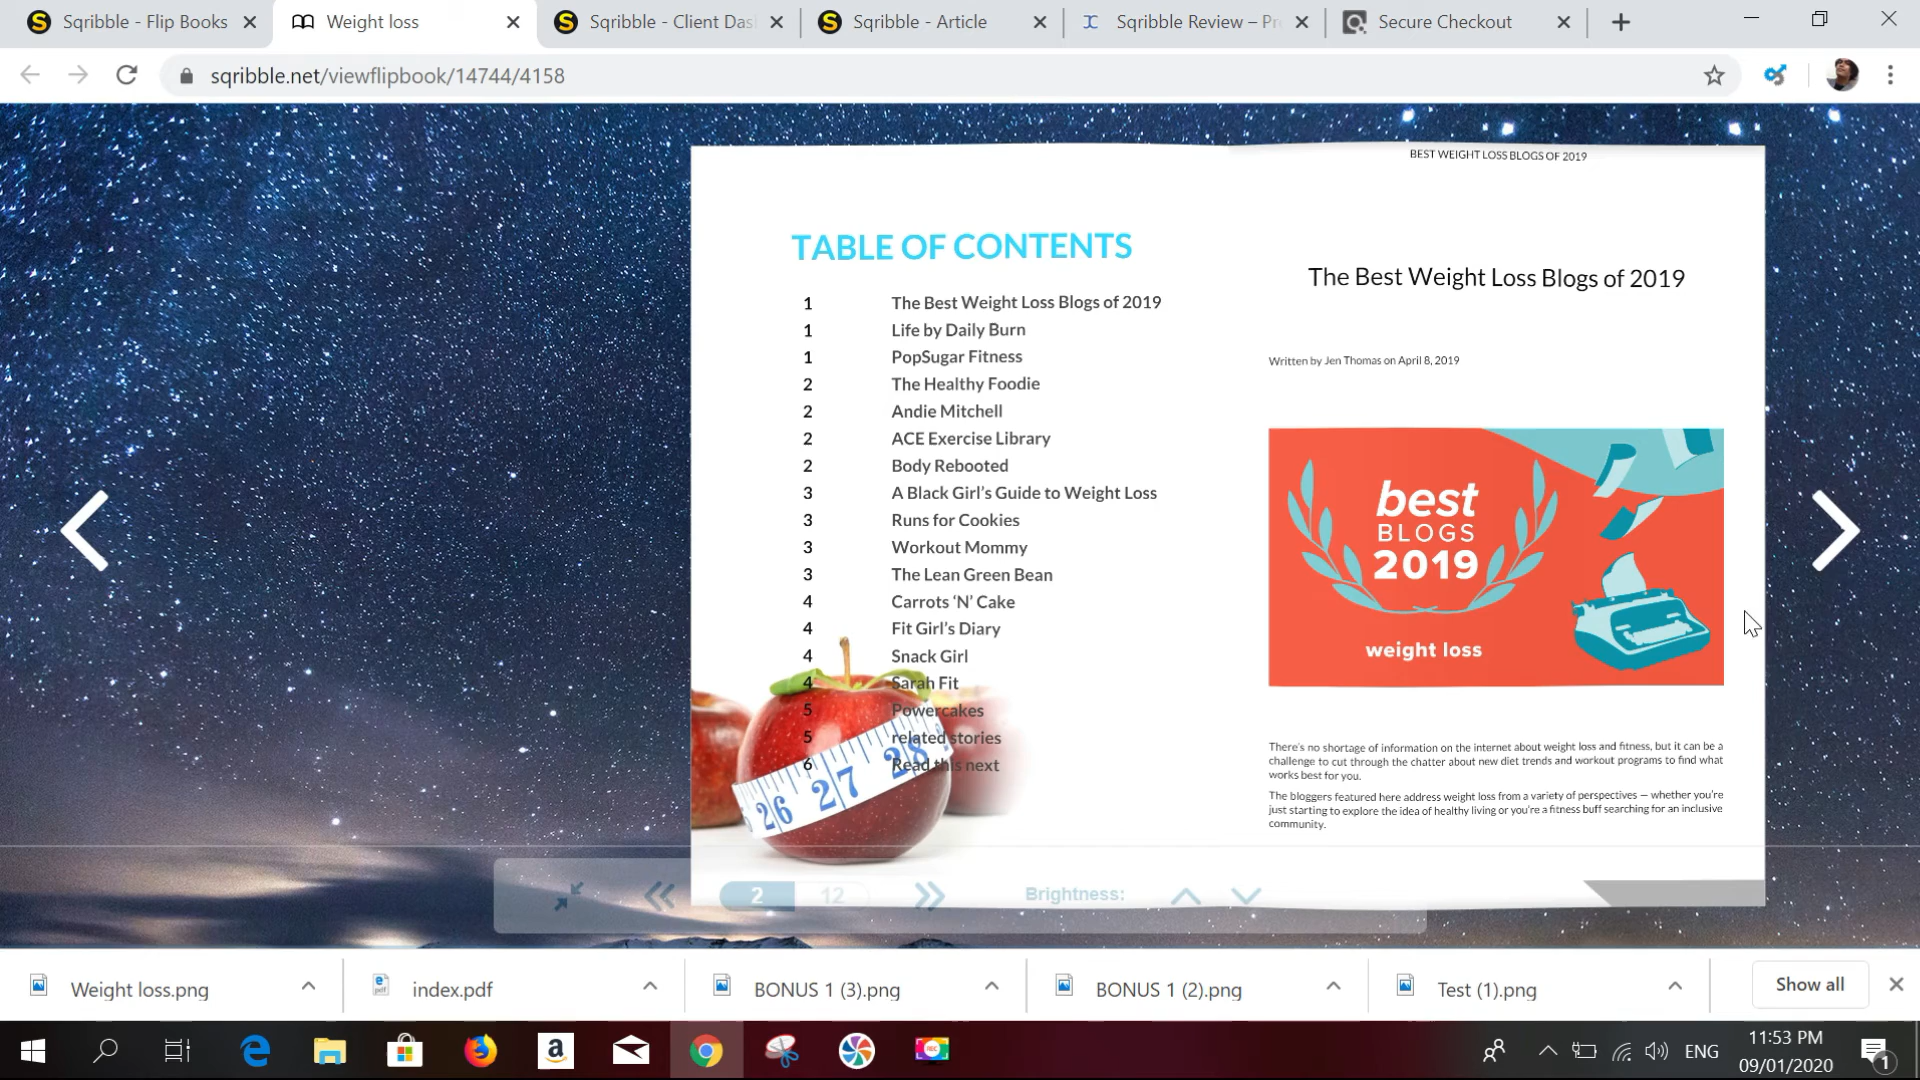 Sqribble - Flip Books
Weight loss
Sqribble - Client Das
Sqribble - Article
Sqribble Review – Pr
Secure Checkout
sqribble.net/viewflipbook/14744/4158
TABLE OF CONTENTS
1 The Best Weight Loss Blogs of 2019
1 Life by Daily Burn
1 PopSugar Fitness
2 The Healthy Foodie
2 Andie Mitchell
2 ACE Exercise Library
2 Body Rebooted
3 A Black Girl’s Guide to Weight Loss
3 Runs for Cookies
3 Workout Mommy
3 The Lean Green Bean
4 Carrots ‘N’ Cake
4 Fit Girl’s Diary
4 Snack Girl
4 Sarah Fit
5 Powercakes
5 related stories
6 Read this next
26 27 28
BEST WEIGHT LOSS BLOGS OF 2019
The Best Weight Loss Blogs of 2019
Written by Jen Thomas on April 8, 2019
best
BLOGS
2019
weight loss
There’s no shortage of information on the internet about weight loss and fitness, but it can be a
challenge to cut through the chatter about new diet trends and workout programs to find what
works best for you.
The bloggers featured here address weight loss from a variety of perspectives — whether you’re
just starting to explore the idea of healthy living or you’re a fitness buff searching for an inclusive
community.
2 12 Brightness:
Weight loss.png
index.pdf
BONUS 1 (3).png
BONUS 1 (2).png
Test (1).png
Show all
ENG
11:53 PM
09/01/2020
1